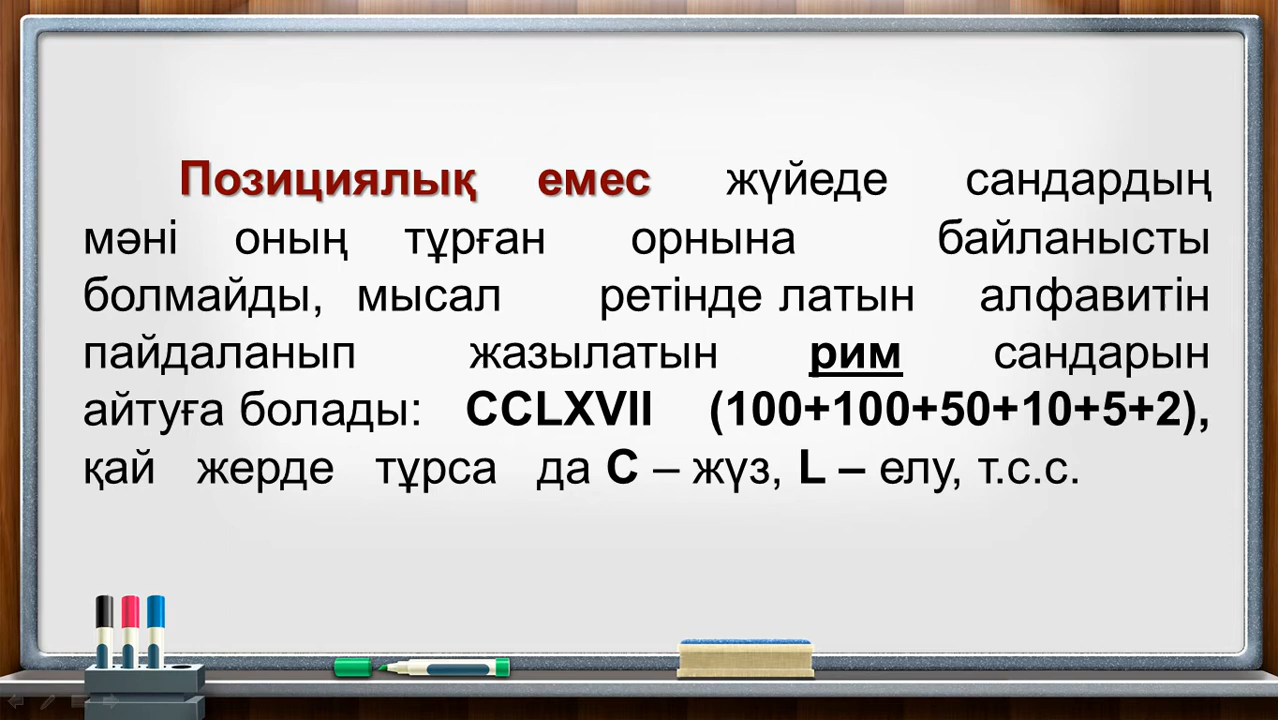 Позициялық емес жүйеде сандардың
мәні оның тұрған орнына байланысты
болмайды, мысал ретінде латын алфавитін
пайдаланып жазылатын рим сандарын
айтуға болады: CCLXVII (100+100+50+10+5+2),
қай жерде тұрса да C – жүз, L – елу, т.с.с.